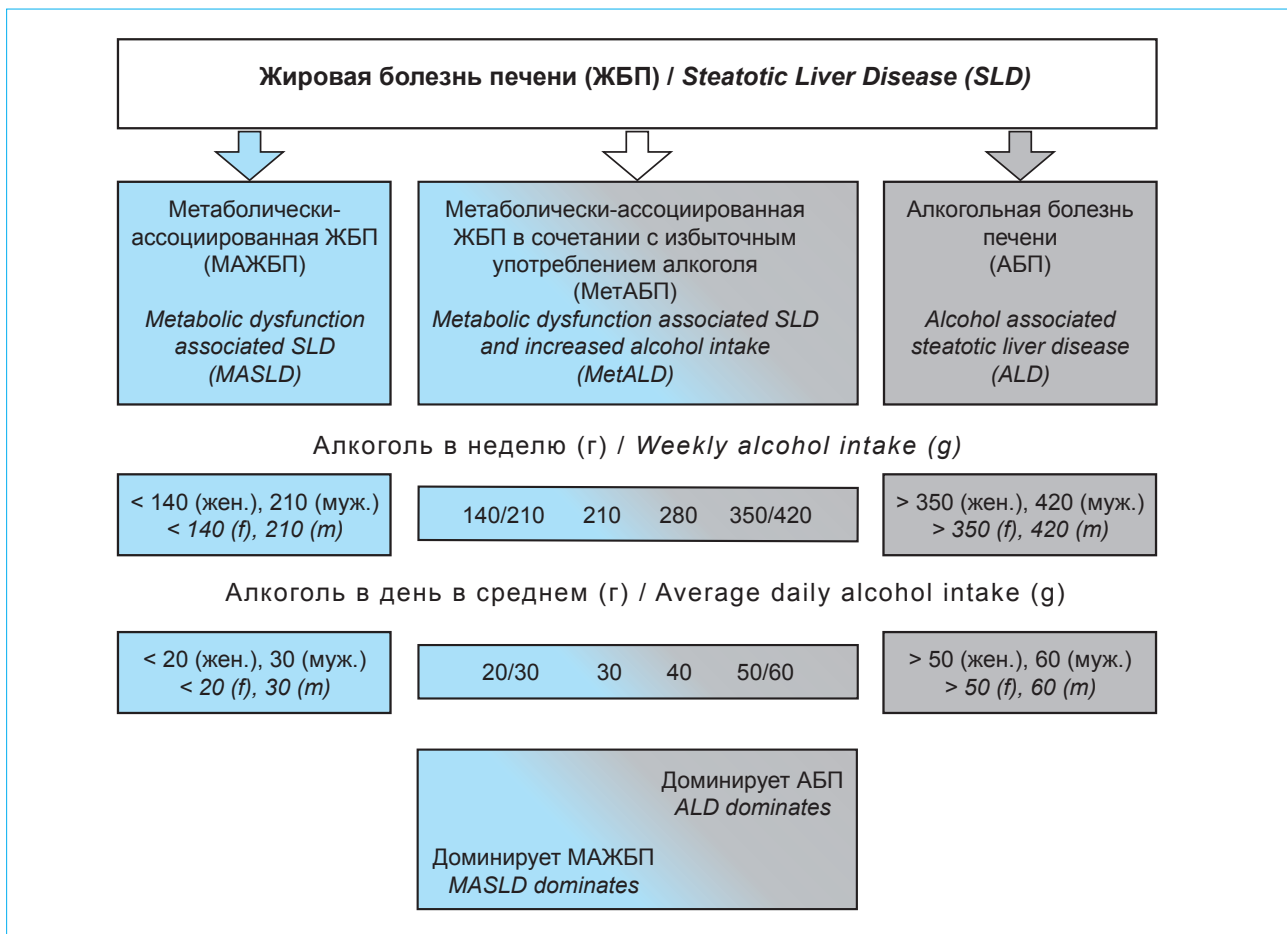 Жировая болезнь печени (ЖБП) / Steatotic Liver Disease (SLD)
Метаболически-
ассоциированная ЖБП
(МАЖБП)
Metabolic dysfunction
associated SLD
(MASLD)
Метаболически-ассоциированная
ЖБП в сочетании с избыточным
употреблением алкоголя
(МетАБП)
Metabolic dysfunction associated SLD
and increased alcohol intake
(MetALD)
Алкогольная болезнь
печени
(АБП)
Alcohol associated
steatotic liver disease
(ALD)
Алкоголь в неделю (г) / Weekly alcohol intake (g)
< 140 (жен.), 210 (муж.)
< 140 (f), 210 (m)
140/210 210 280 350/420
> 350 (жен.), 420 (муж.)
> 350 (f), 420 (m)
Алкоголь в день в среднем (г) / Average daily alcohol intake (g)
< 20 (жен.), 30 (муж.)
< 20 (f), 30 (m)
20/30 30 40 50/60
> 50 (жен.), 60 (муж.)
> 50 (f), 60 (m)
Доминирует АБП
ALD dominates
Доминирует МАЖБП
MASLD dominates